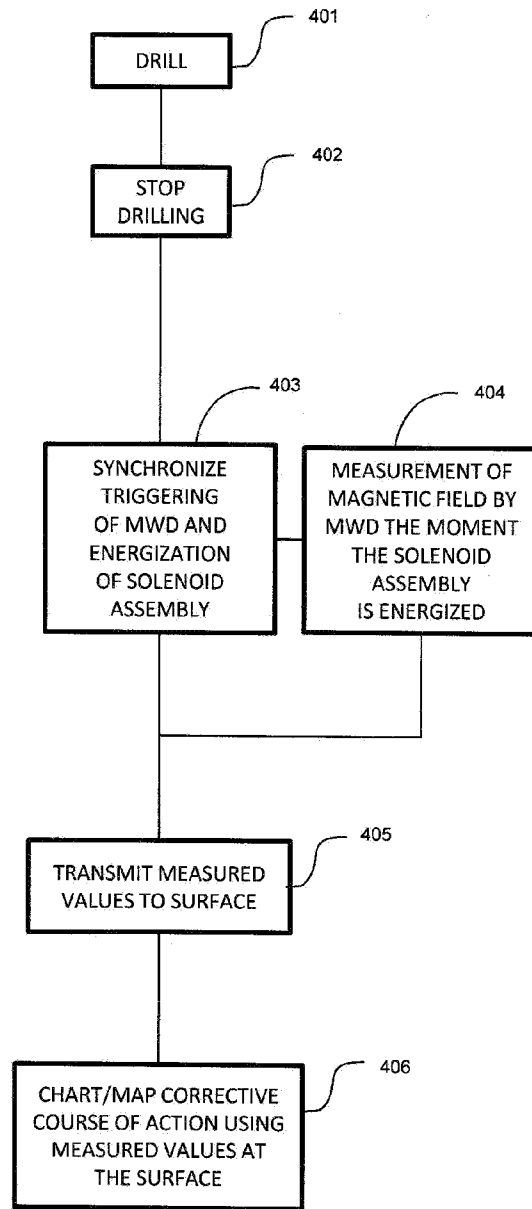 401
DRILL
402
STOP
DRILLING
403
SYNCHRONIZE
TRIGGERING
OF MWD AND
ENERGIZATION
OF SOLENOID
ASSEMBLY
404
MEASUREMENT OF
MAGNETIC FIELD BY
MWD THE MOMENT
THE SOLENOID
ASSEMBLY
IS ENERGIZED
405
TRANSMIT MEASURED
VALUES TO SURFACE
406
CHART/MAP CORRECTIVE
COURSE OF ACTION USING
MEASURED VALUES AT
THE SURFACE